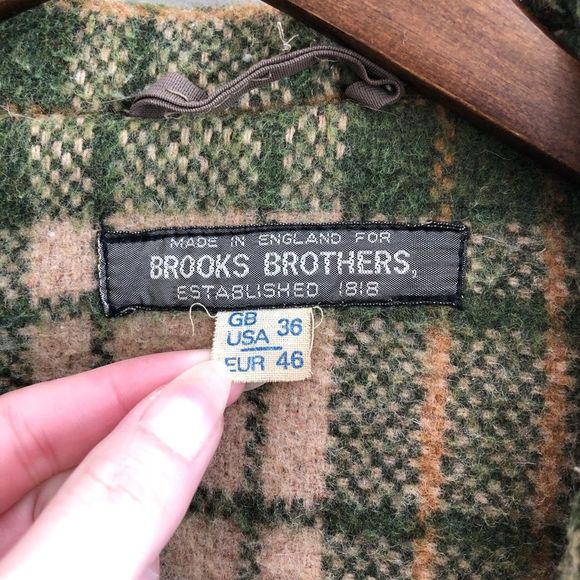 MADE IN ENGLAND FOR
BROOKS BROTHERS,
ESTABLISHED 1818
GB
USA 36
EUR 46